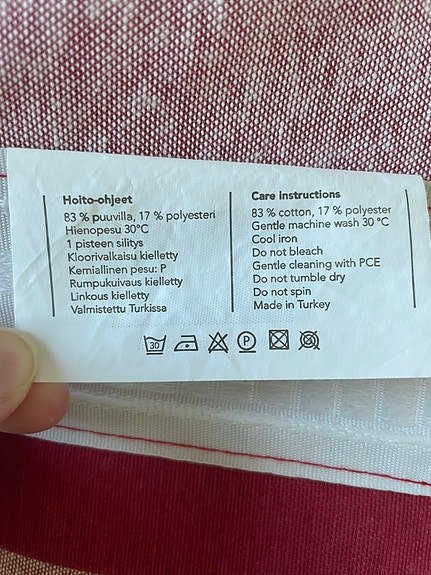 Hoito-ohjeet
83 % puuvilla, 17 % polyesteri
Hienopesu 30°C
1 pisteen silitys
Kloorivalkaisu kielletty
Kemiallinen pesu: P
Rumpukuivaus kielletty
Linkous kielletty
Valmistettu Turkissa
Care instructions
83 % cotton, 17 % polyester
Gentle machine wash 30 °C
Cool iron
Do not bleach
Gentle cleaning with PCE
Do not tumble dry
Do not spin
Made in Turkey
30 P